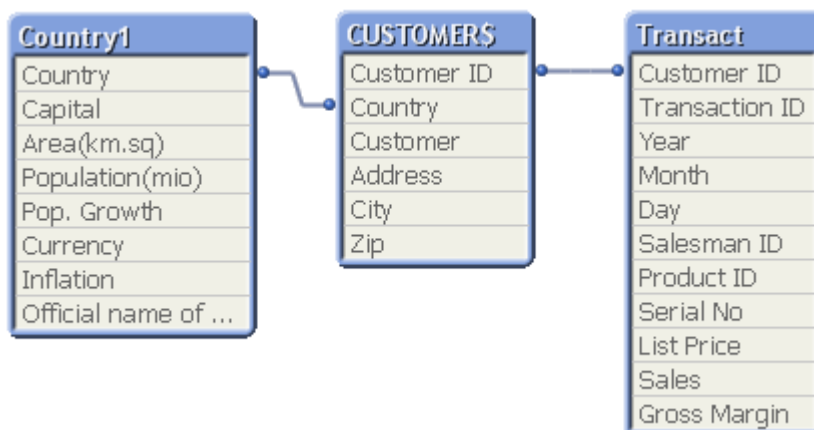 Country1
Country
Capital
Area(km.sq)
Population(mio)
Pop. Growth
Currency
Inflation
Official name of ...
CUSTOMER$
Customer ID
Country
Customer
Address
City
Zip
Transact
Customer ID
Transaction ID
Year
Month
Day
Salesman ID
Product ID
Serial No
List Price
Sales
Gross Margin